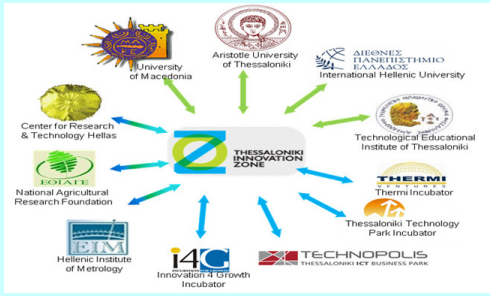 University
of Macedonia
Aristotle University
of Thessaloniki
ΔΙΕΘΝΕΣ
ΠΑΝΕΠΙΣΤΗΜΙΟ
ΕΛΛΑΔΟΣ
International Hellenic University
Center for Research
& Technology Hellas
THESSALONIKI
INNOVATION
ZONE
Technological Educational
Institute of Thessaloniki
ΕΘΙΑΓΕ
National Agricultural
Research Foundation
THERMI
VENTURES
Thermi Incubator
Thessaloniki Technology
Park Incubator
EIM
Hellenic Institute
of Metrology
i4G
Innovation 4 Growth
Incubator
TECHNOPOLIS
THESSALONIKI ICT BUSINESS PARK